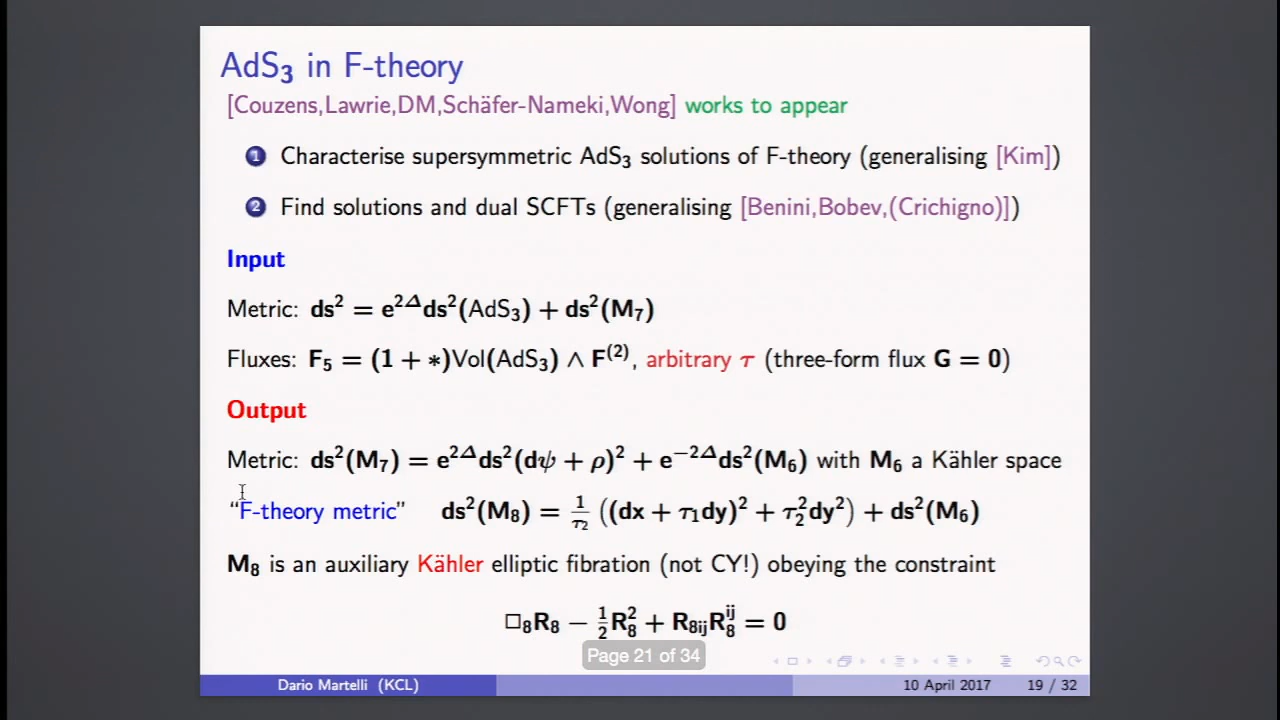 AdS₃ in F-theory
[Couzens,Lawrie,DM,Schäfer-Nameki,Wong] works to appear
1 Characterise supersymmetric AdS₃ solutions of F-theory (generalising [Kim])
2 Find solutions and dual SCFTs (generalising [Benini,Bobev,(Crichigno)])
Input
Metric: ds² = e^{2Δ}ds²(AdS₃) + ds²(M₇)
Fluxes: F₅ = (1 + *)Vol(AdS₃) ∧ F^{(2)}, arbitrary τ (three-form flux G = 0)
Output
Metric: ds²(M₇) = e^{2Δ}ds²(dψ + ρ)² + e^{−2Δ}ds²(M₆) with M₆ a Kähler space
“F-theory metric” ds²(M₈) = 1/τ₂ ((dx + τ₁dy)² + τ₂²dy²) + ds²(M₆)
M₈ is an auxiliary Kähler elliptic fibration (not CY!) obeying the constraint
□₈R₈ − ½R₈² + R₈ᵢⱼR₈^{ij} = 0
Page 21 of 34
Dario Martelli (KCL) 10 April 2017 19 / 32